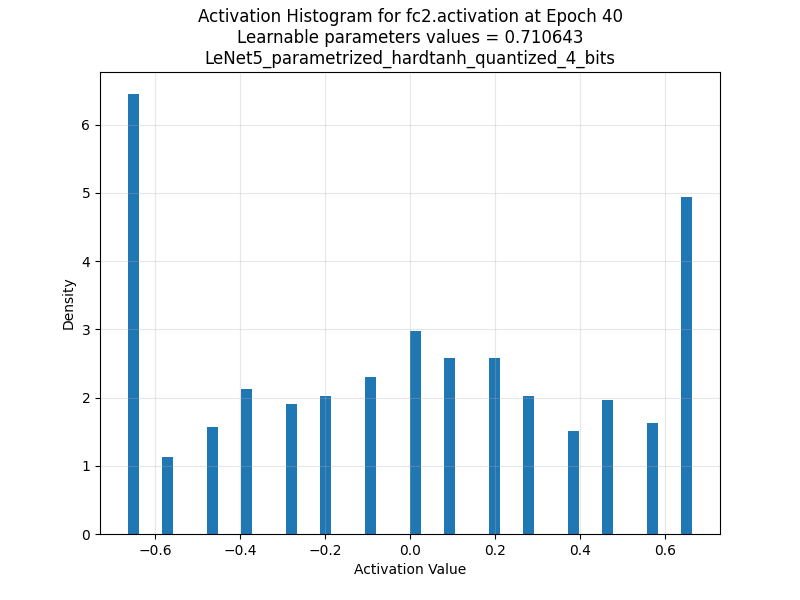 Activation Histogram for fc2.activation at Epoch 40
Learnable parameters values = 0.710643
LeNet5_parametrized_hardtanh_quantized_4_bits
6
5
4
3
2
1
0
Density
−0.6 −0.4 −0.2 0.0 0.2 0.4 0.6
Activation Value